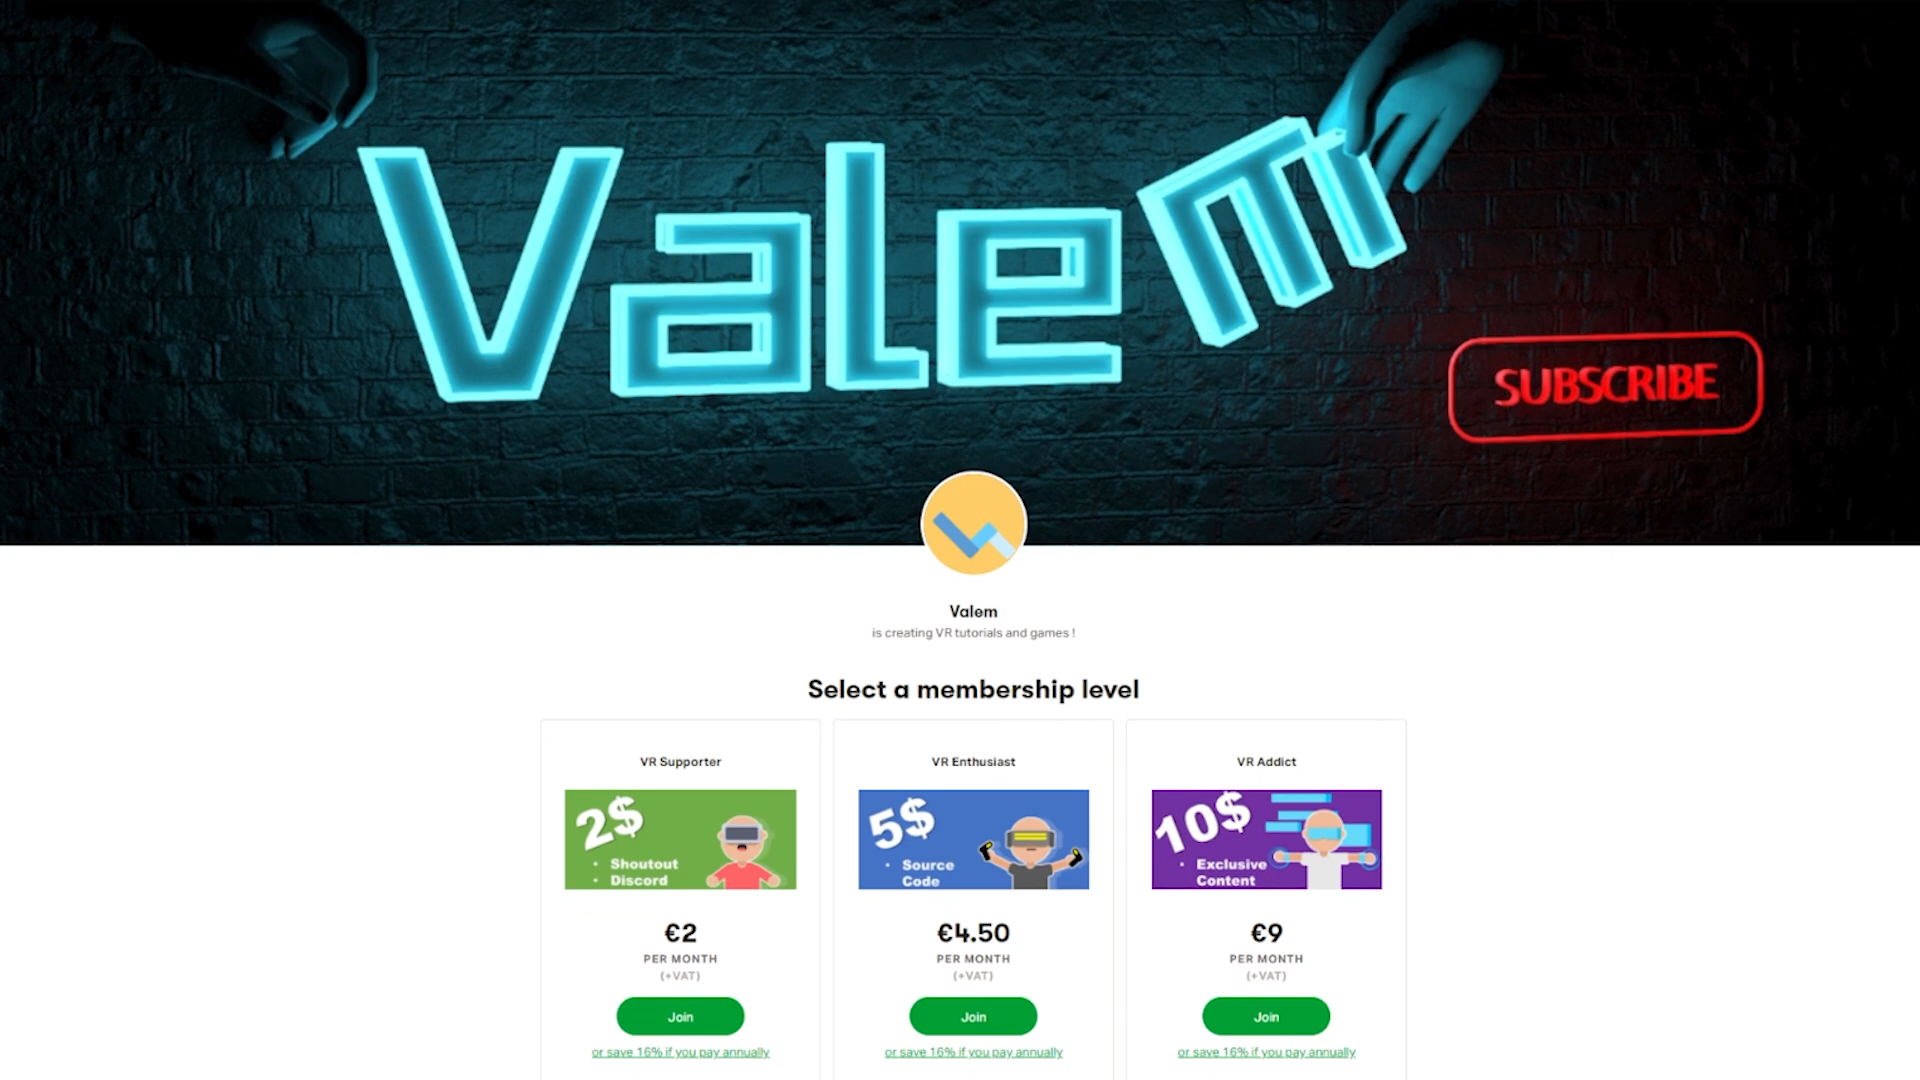 Valem
SUBSCRIBE
Valem
is creating VR tutorials and games !
Select a membership level
VR Supporter
2$
• Shoutout
• Discord
€2
PER MONTH
(+VAT)
Join
or save 16% if you pay annually
VR Enthusiast
5$
• Source
Code
€4.50
PER MONTH
(+VAT)
Join
or save 16% if you pay annually
VR Addict
10$
• Exclusive
Content
€9
PER MONTH
(+VAT)
Join
or save 16% if you pay annually